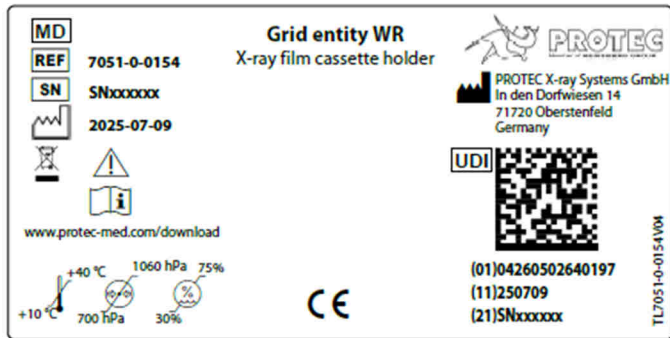 MD
REF 7051-0-0154
SN SNxxxxxx
2025-07-09
www.protec-med.com/download
+10 °C +40 °C
700 hPa 1060 hPa
30% 75%
Grid entity WR
X-ray film cassette holder
CE
PROTEC
PROTEC X-ray Systems GmbH
In den Dorfwiesen 14
71720 Oberstenfeld
Germany
UDI
(01)04260502640197
(11)250709
(21)SNxxxxxx
TL7051-0-0154V04